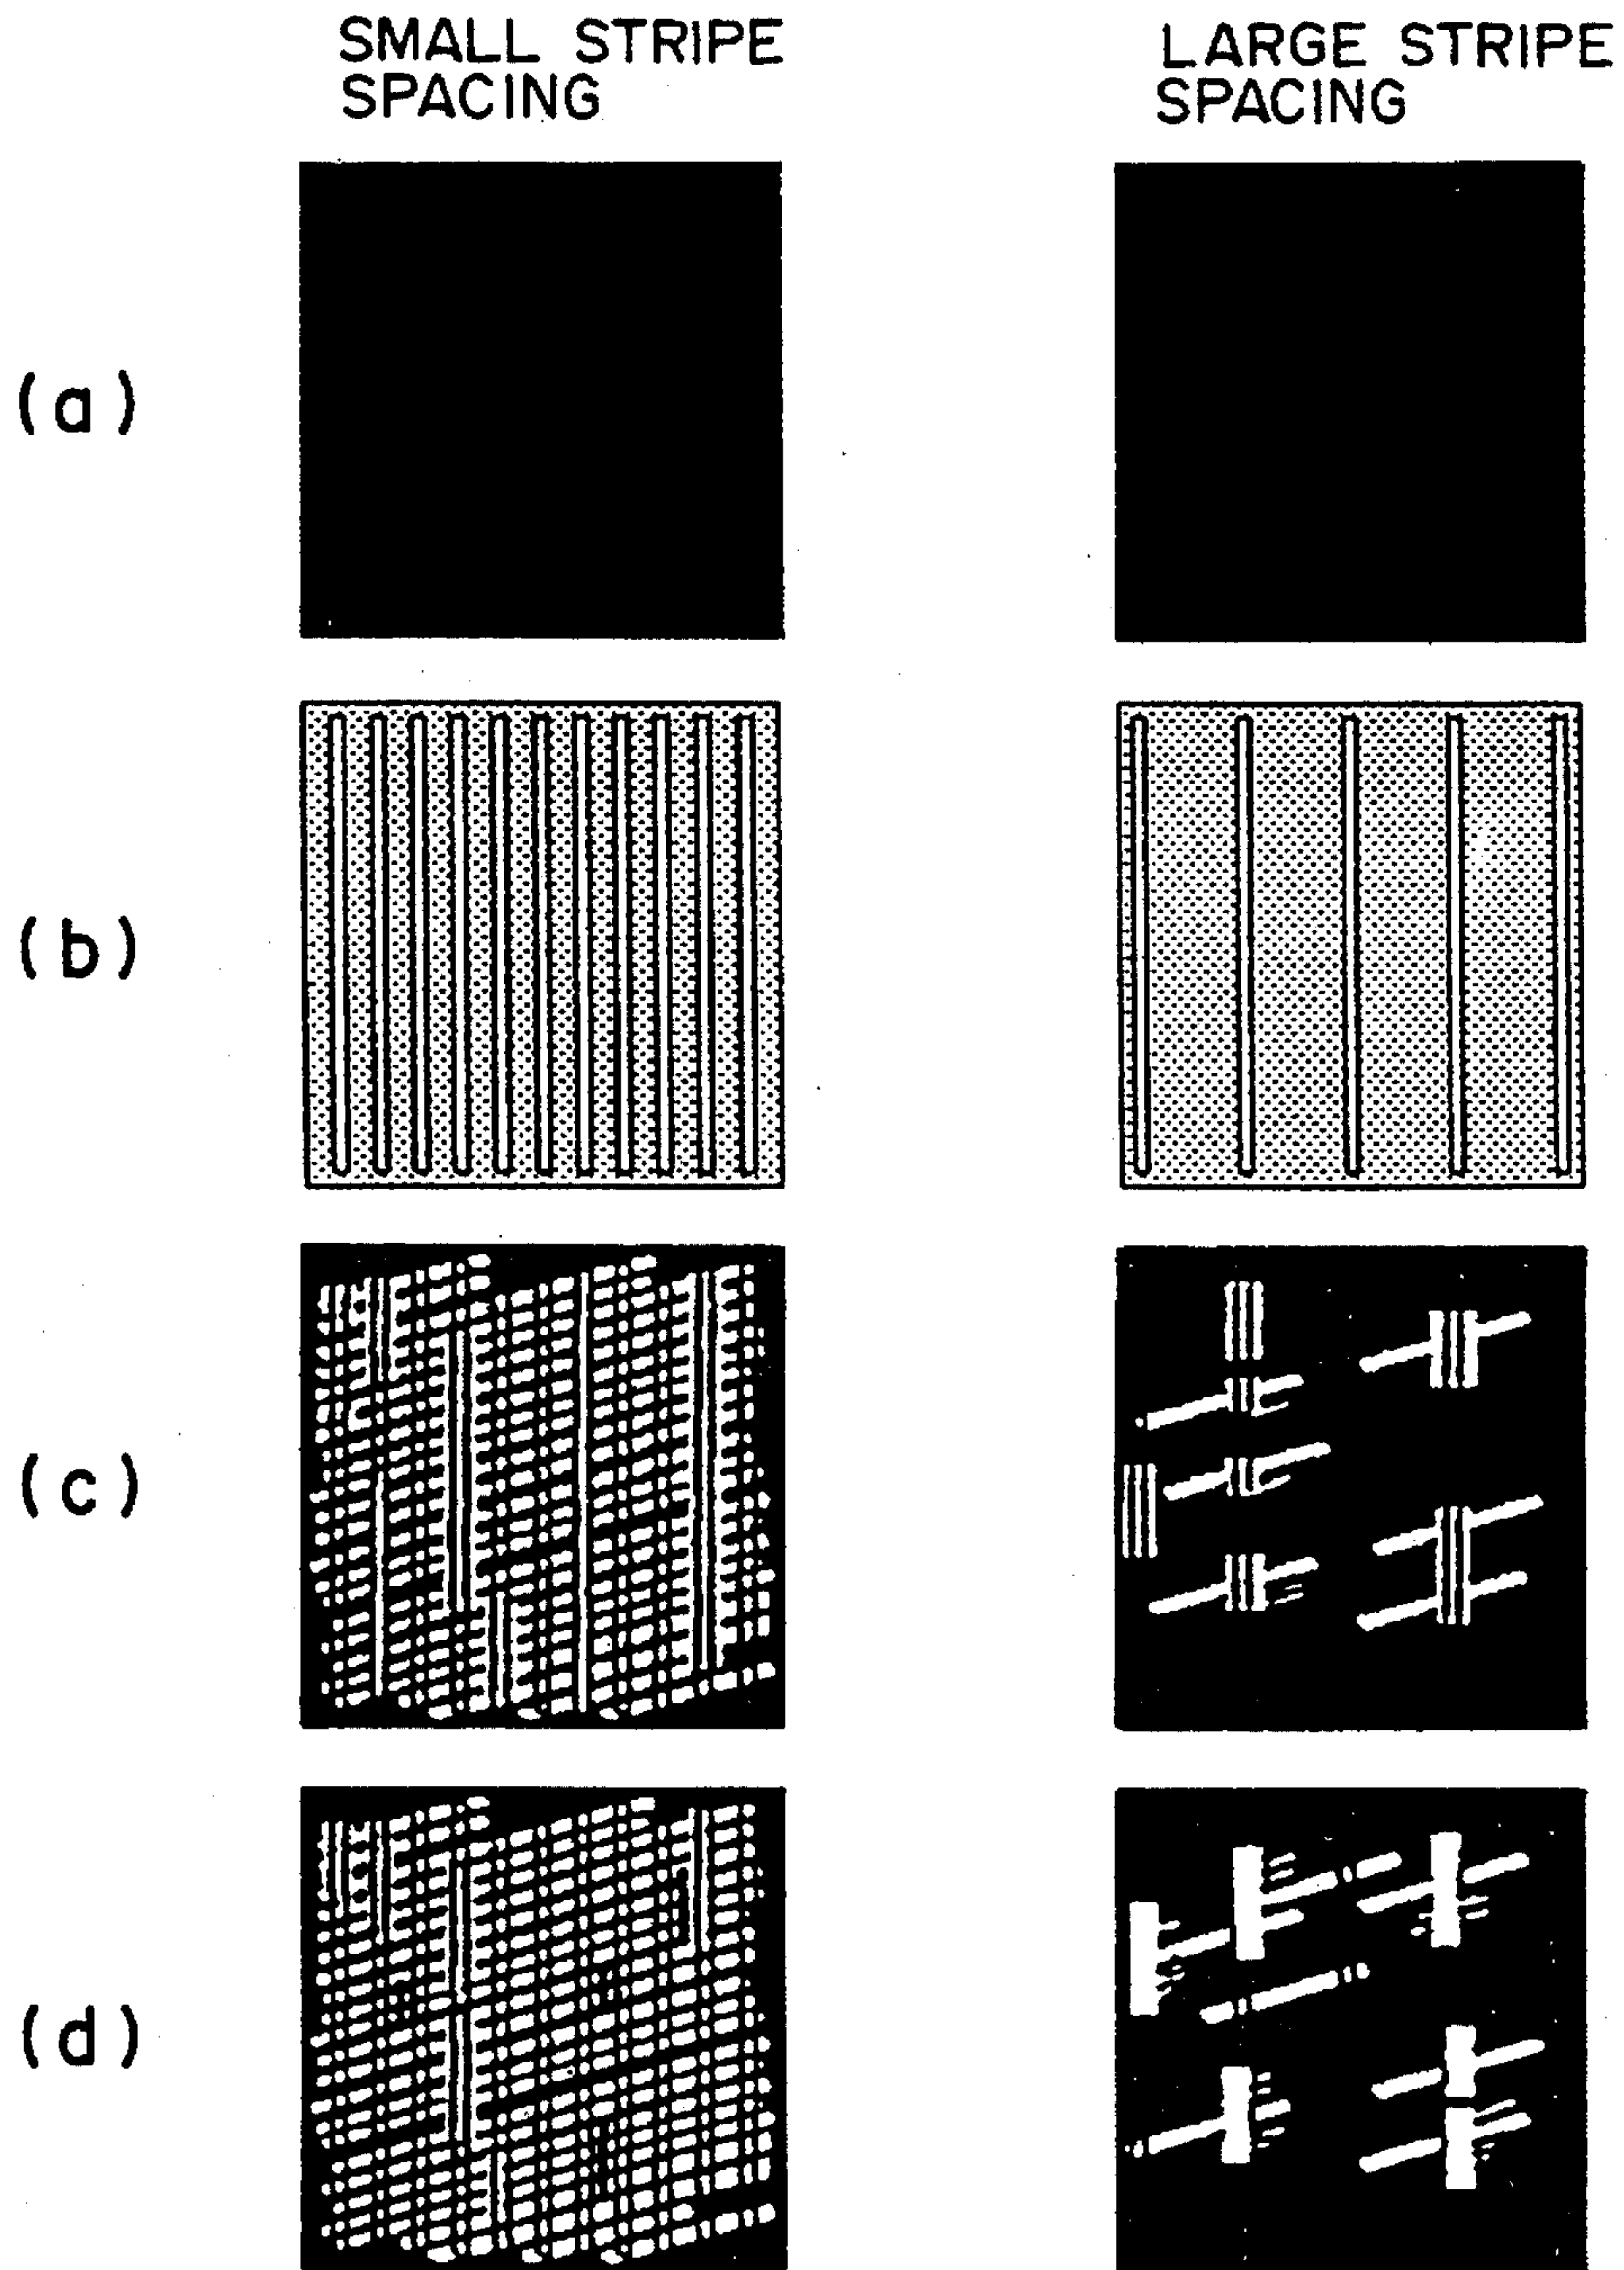 SMALL STRIPE
SPACING
LARGE STRIPE
SPACING
(a)
(b)
(c)
(d)